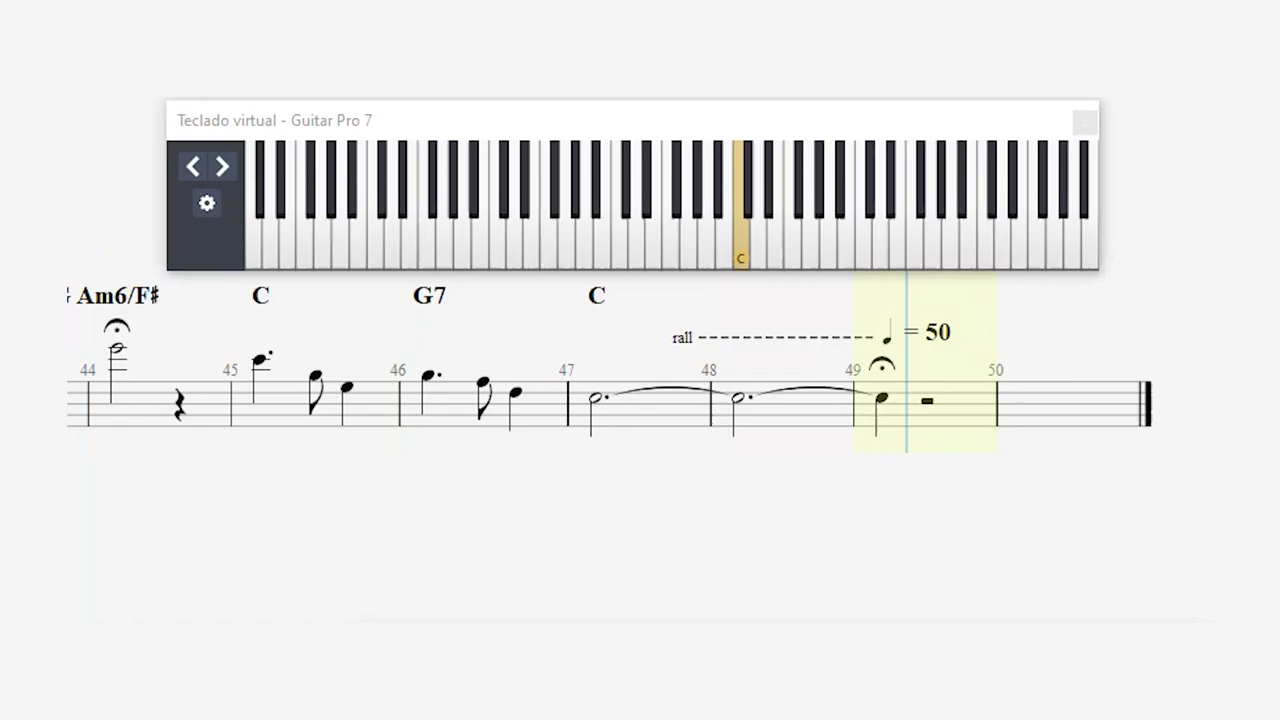 Teclado virtual - Guitar Pro 7
C
Am6/F♯ C G7 C
rall = 50
44 45 46 47 48 49 50